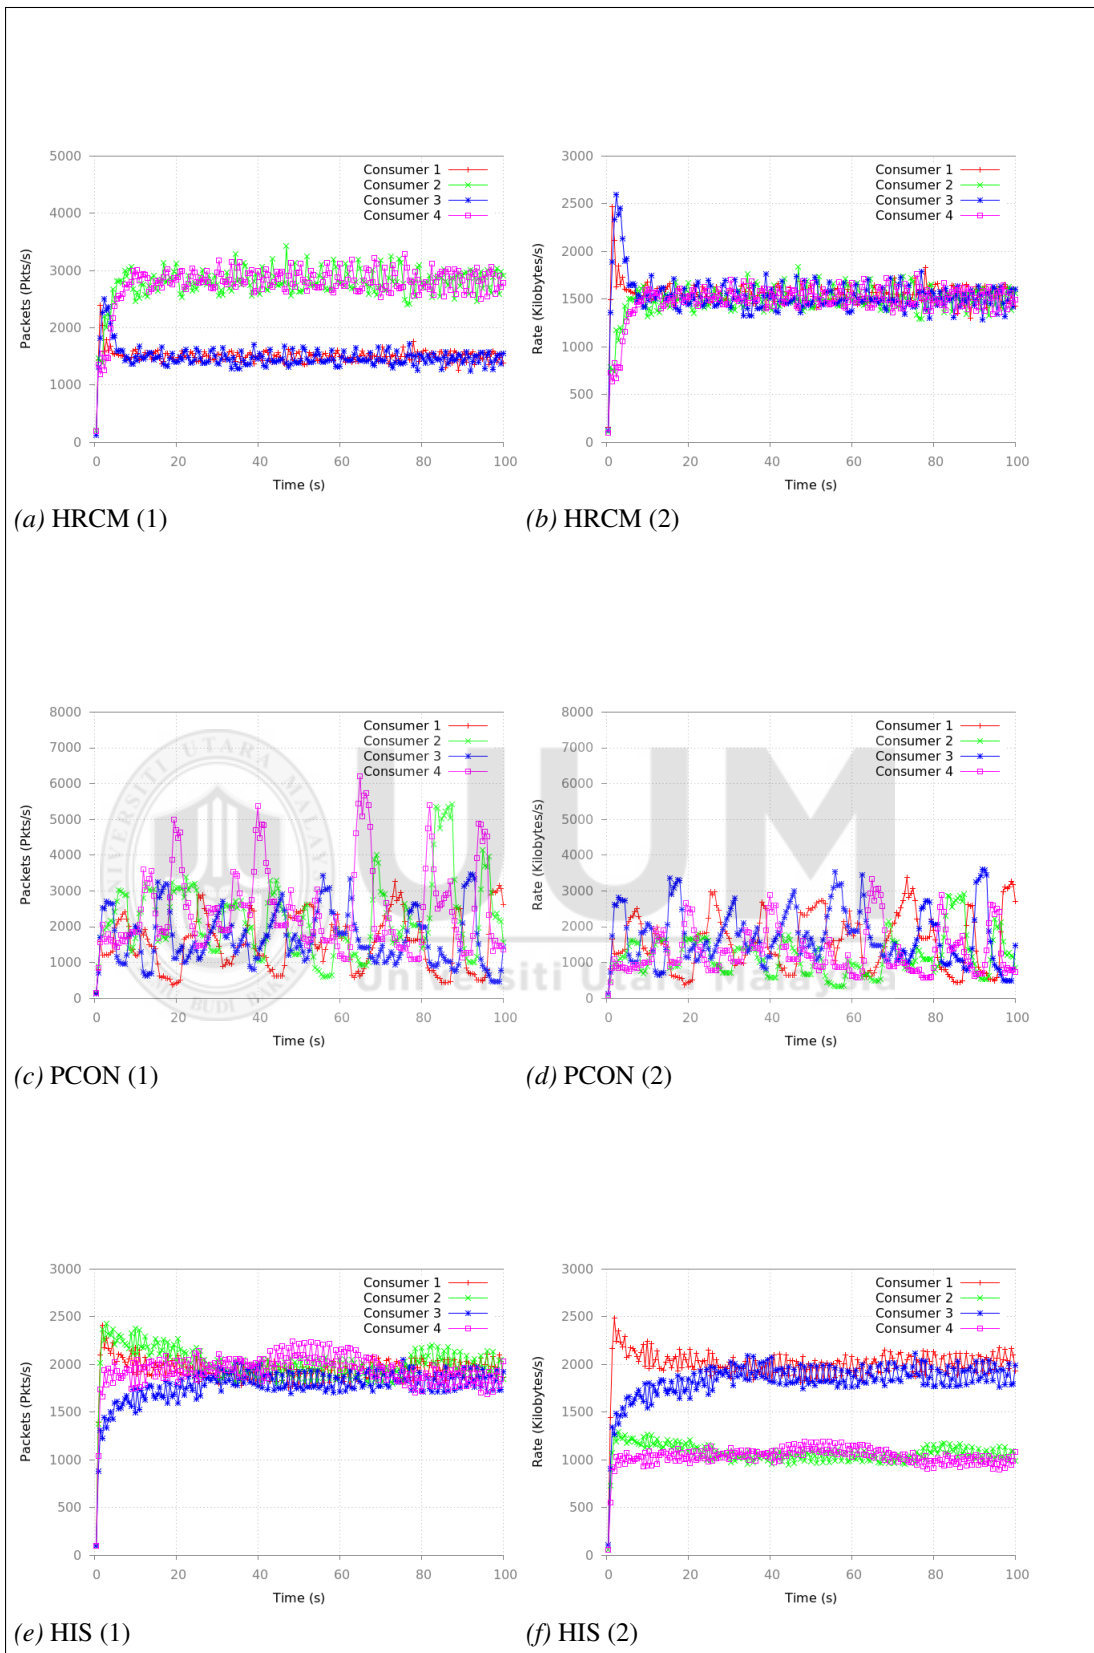 5000
4000
3000
2000
1000
0
0 20 40 60 80 100
Packets (Pkts/s)
Time (s)
Consumer 1
Consumer 2
Consumer 3
Consumer 4
3000
2500
2000
1500
1000
500
0
0 20 40 60 80 100
Rate (Kilobytes/s)
Time (s)
Consumer 1
Consumer 2
Consumer 3
Consumer 4
(a) HRCM (1)
(b) HRCM (2)
8000
7000
6000
5000
4000
3000
2000
1000
0
0 20 40 60 80 100
Packets (Pkts/s)
Time (s)
Consumer 1
Consumer 2
Consumer 3
Consumer 4
8000
7000
6000
5000
4000
3000
2000
1000
0
0 20 40 60 80 100
Rate (Kilobytes/s)
Time (s)
Consumer 1
Consumer 2
Consumer 3
Consumer 4
UUM
Universiti Utara Malaysia
(c) PCON (1)
(d) PCON (2)
3000
2500
2000
1500
1000
500
0
0 20 40 60 80 100
Packets (Pkts/s)
Time (s)
Consumer 1
Consumer 2
Consumer 3
Consumer 4
3000
2500
2000
1500
1000
500
0
0 20 40 60 80 100
Rate (Kilobytes/s)
Time (s)
Consumer 1
Consumer 2
Consumer 3
Consumer 4
(e) HIS (1)
(f) HIS (2)